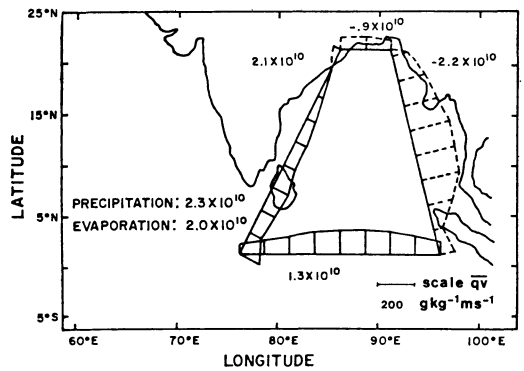 25°N
15°N
5°N
5°S
LATITUDE
-.9X10¹⁰
2.1X10¹⁰
-2.2X10¹⁰
PRECIPITATION: 2.3X10¹⁰
EVAPORATION: 2.0X10¹⁰
1.3X10¹⁰
scale q̅v̅
200 gkg⁻¹ms⁻¹
60°E 70°E 80°E 90°E 100°E
LONGITUDE